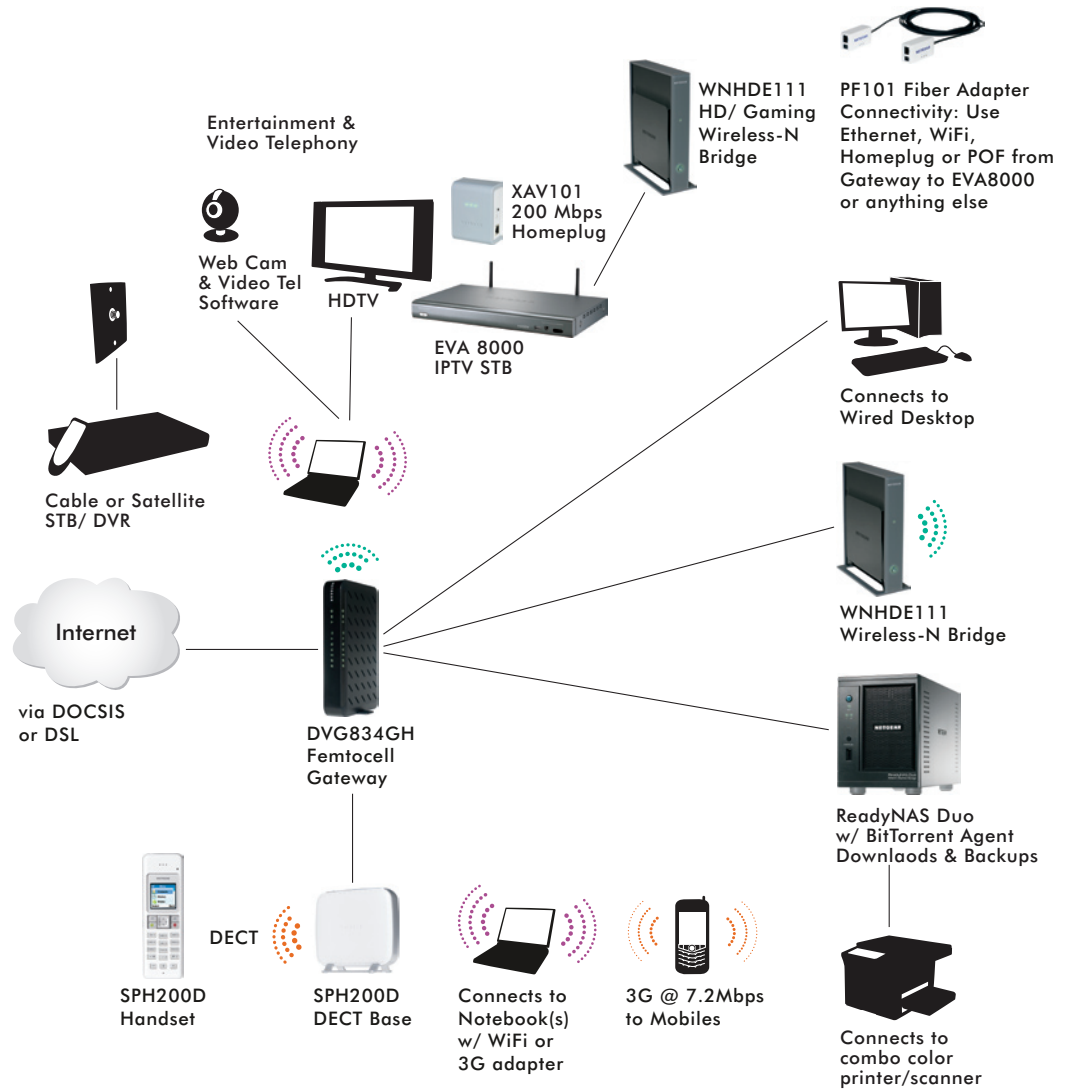 PF101 Fiber Adapter
Connectivity: Use
Ethernet, WiFi,
Homeplug or POF from
Gateway to EVA8000
or anything else
WNHDE111
HD/ Gaming
Wireless-N
Bridge
Entertainment &
Video Telephony
XAV101
200 Mbps
Homeplug
Web Cam
& Video Tel
Software
HDTV
EVA 8000
IPTV STB
Connects to
Wired Desktop
Cable or Satellite
STB/ DVR
WNHDE111
Wireless-N Bridge
Internet
via DOCSIS
or DSL
DVG834GH
Femtocell
Gateway
NETGEAR
ReadyNAS Duo
w/ BitTorrent Agent
Downlaods & Backups
DECT
SPH200D
Handset
SPH200D
DECT Base
Connects to
Notebook(s)
w/ WiFi or
3G adapter
3G @ 7.2Mbps
to Mobiles
Connects to
combo color
printer/scanner